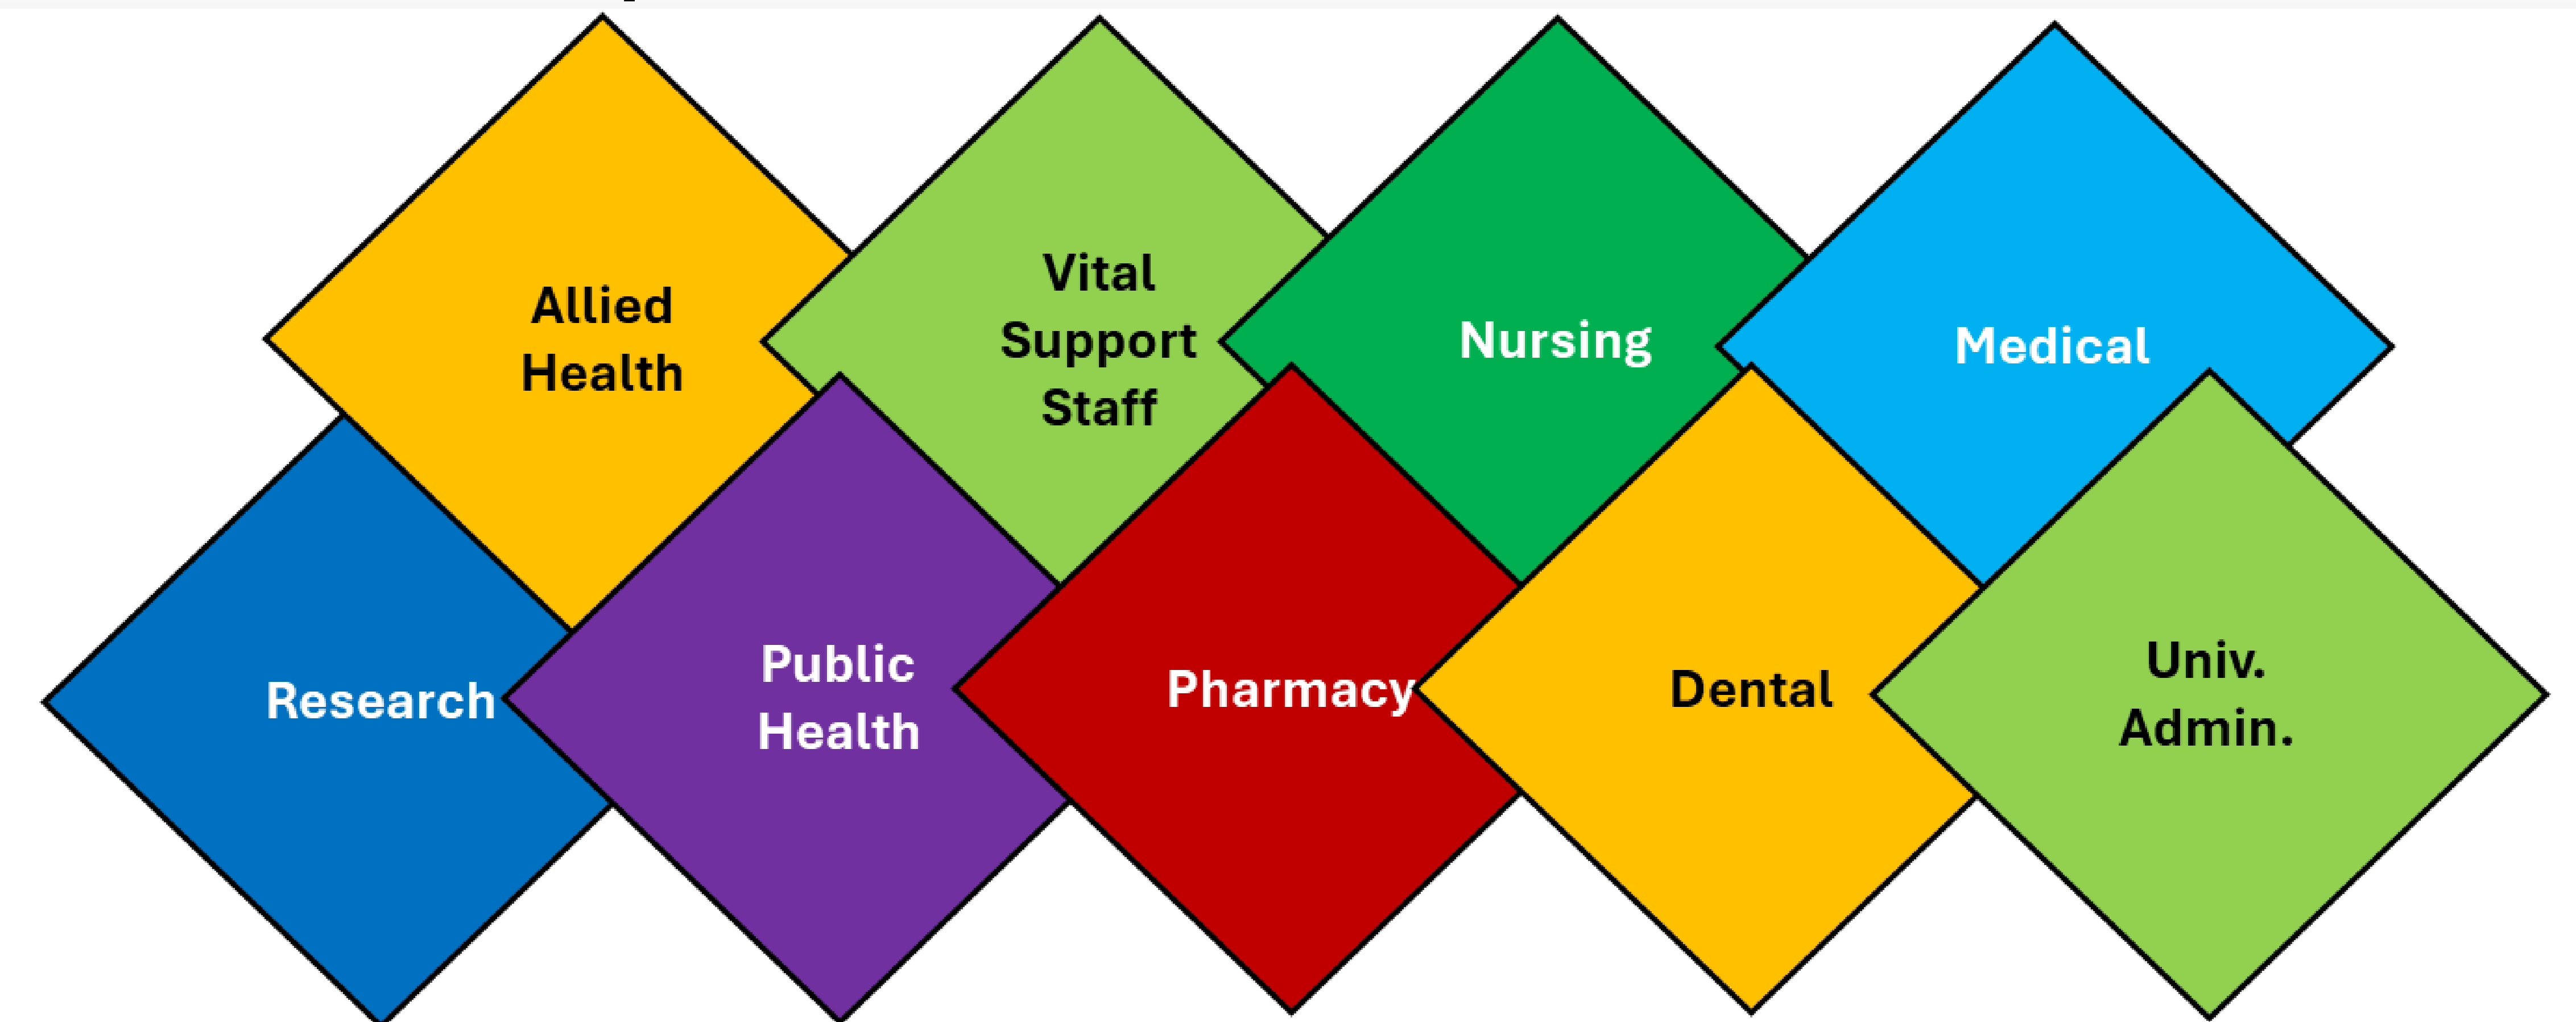 Allied
Health
Vital
Support
Staff
Nursing
Medical
Research
Public
Health
Pharmacy
Dental
Univ.
Admin.